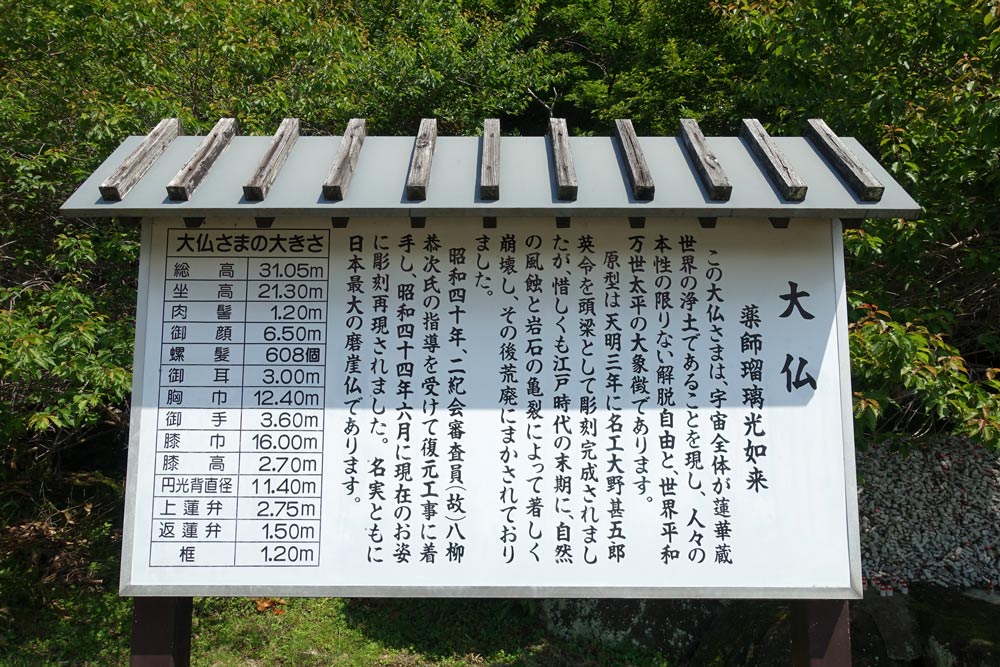 大仏
薬師瑠璃光如来
この大仏さまは、宇宙全体が蓮華蔵
世界の浄土であることを現し、人々の
本性の限りない解脱自由と、世界平和
万世太平の大象徴であります。
原型は天明三年に名工大野甚五郎
英令を頭梁として彫刻完成されまし
たが、惜しくも江戸時代の末期に、自然
の風蝕と岩石の亀裂によって著しく
崩壊し、その後荒廃にまかされており
ました。
昭和四十年、二紀会審査員(故)八柳
恭次氏の指導を受けて復元工事に着
手し、昭和四十四年六月に現在のお姿
に彫刻再現されました。名実ともに
日本最大の磨崖仏であります。
大仏さまの大きさ
総高 31.05m
坐高 21.30m
肉髻 1.20m
御顔 6.50m
螺髪 608個
御耳 3.00m
胸巾 12.40m
御手 3.60m
膝巾 16.00m
膝高 2.70m
円光背直径 11.40m
上蓮弁 2.75m
返蓮弁 1.50m
框 1.20m